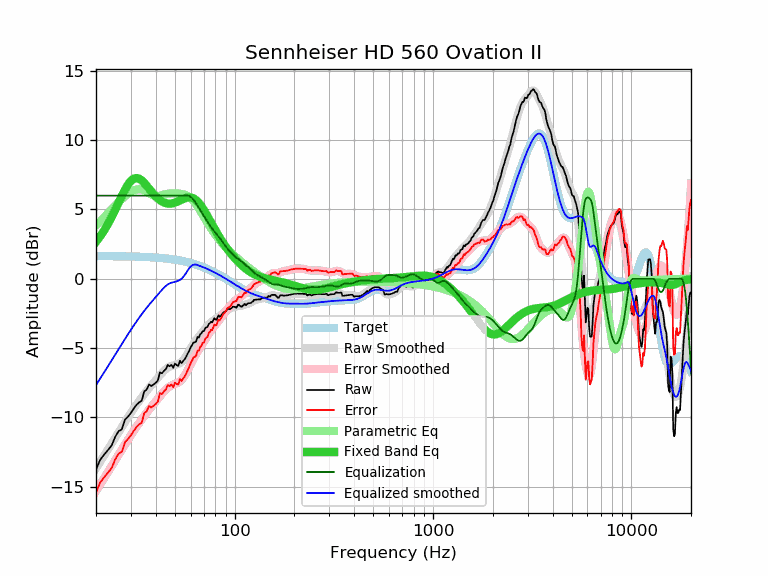 Sennheiser HD 560 Ovation II
15
10
5
0
−5
−10
−15
Amplitude (dBr)
Target
Raw Smoothed
Error Smoothed
Raw
Error
Parametric Eq
Fixed Band Eq
Equalization
Equalized smoothed
100
1000
10000
Frequency (Hz)